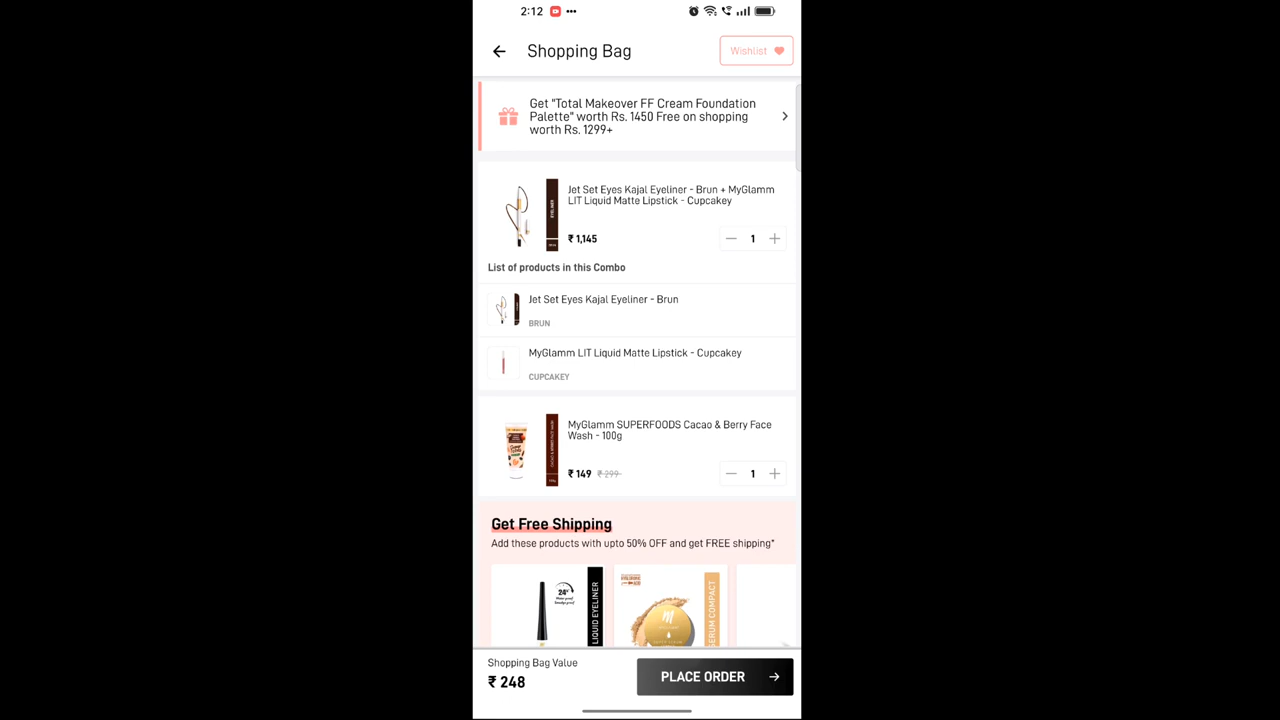 2:12
Shopping Bag
Wishlist
Get "Total Makeover FF Cream Foundation
Palette" worth Rs. 1450 Free on shopping
worth Rs. 1299+
Jet Set Eyes Kajal Eyeliner - Brun + MyGlamm
LIT Liquid Matte Lipstick - Cupcakey
EYELINER
₹ 1,145
1
List of products in this Combo
Jet Set Eyes Kajal Eyeliner - Brun
BRUN
MyGlamm LIT Liquid Matte Lipstick - Cupcakey
CUPCAKEY
MyGlamm SUPERFOODS Cacao & Berry Face
Wash - 100g
₹ 149 ₹ 299
1
Get Free Shipping
Add these products with upto 50% OFF and get FREE shipping*
24
LIQUID EYELINER
SERUM COMPACT
Shopping Bag Value
₹ 248
PLACE ORDER